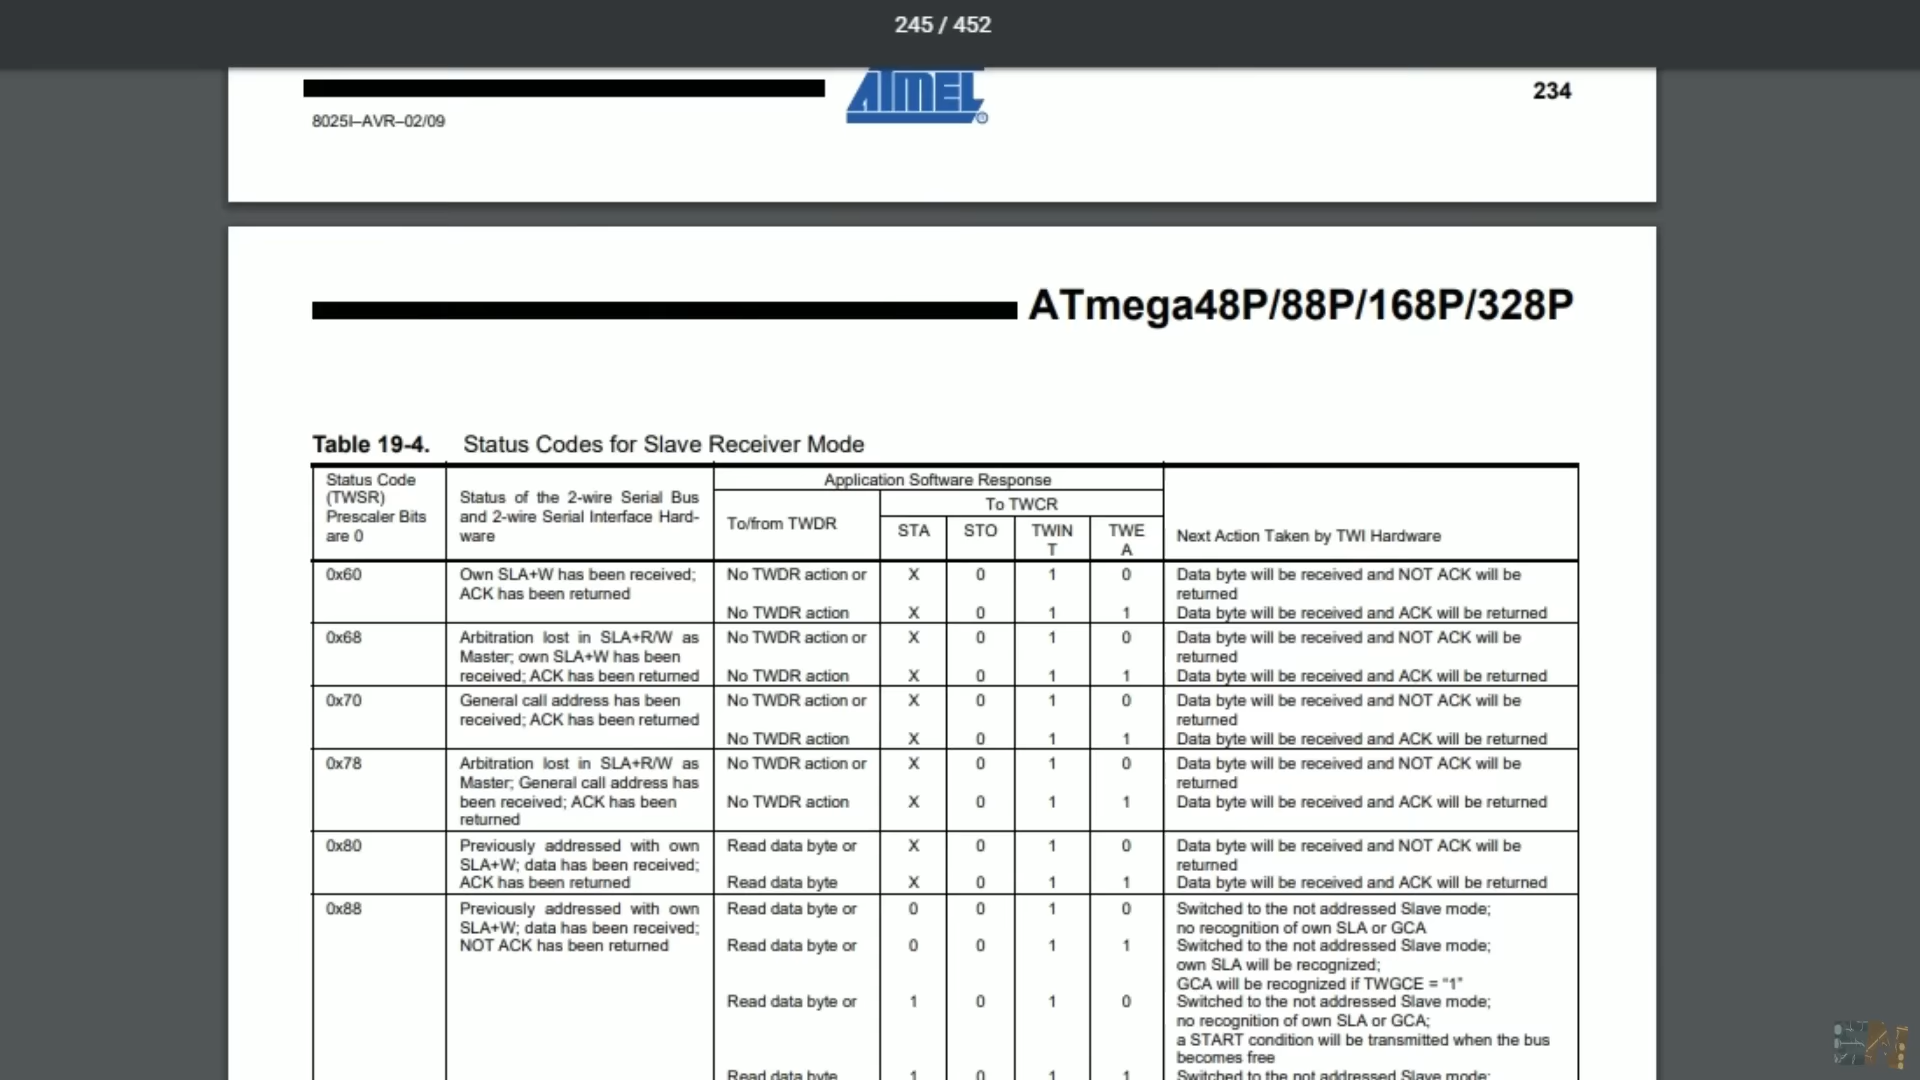 245 / 452
ATMEL
234
8025I–AVR–02/09
ATmega48P/88P/168P/328P
Table 19-4. Status Codes for Slave Receiver Mode
Status Code
(TWSR)
Prescaler Bits
are 0
Status of the 2-wire Serial Bus
and 2-wire Serial Interface Hard-
ware
Application Software Response
To/from TWDR
To TWCR
STA
STO
TWIN
T
TWE
A
Next Action Taken by TWI Hardware
0x60
Own SLA+W has been received;
ACK has been returned
No TWDR action or X 0 1 0 Data byte will be received and NOT ACK will be
returned
No TWDR action X 0 1 1 Data byte will be received and ACK will be returned
0x68
Arbitration lost in SLA+R/W as
Master; own SLA+W has been
received; ACK has been returned
No TWDR action or X 0 1 0 Data byte will be received and NOT ACK will be
returned
No TWDR action X 0 1 1 Data byte will be received and ACK will be returned
0x70
General call address has been
received; ACK has been returned
No TWDR action or X 0 1 0 Data byte will be received and NOT ACK will be
returned
No TWDR action X 0 1 1 Data byte will be received and ACK will be returned
0x78
Arbitration lost in SLA+R/W as
Master; General call address has
been received; ACK has been
returned
No TWDR action or X 0 1 0 Data byte will be received and NOT ACK will be
returned
No TWDR action X 0 1 1 Data byte will be received and ACK will be returned
0x80
Previously addressed with own
SLA+W; data has been received;
ACK has been returned
Read data byte or X 0 1 0 Data byte will be received and NOT ACK will be
returned
Read data byte X 0 1 1 Data byte will be received and ACK will be returned
0x88
Previously addressed with own
SLA+W; data has been received;
NOT ACK has been returned
Read data byte or 0 0 1 0 Switched to the not addressed Slave mode;
no recognition of own SLA or GCA
Read data byte or 0 0 1 1 Switched to the not addressed Slave mode;
own SLA will be recognized;
GCA will be recognized if TWGCE = “1”
Read data byte or 1 0 1 0 Switched to the not addressed Slave mode;
no recognition of own SLA or GCA;
a START condition will be transmitted when the bus
becomes free
Read data byte 1 0 1 1 Switched to the not addressed Slave mode;